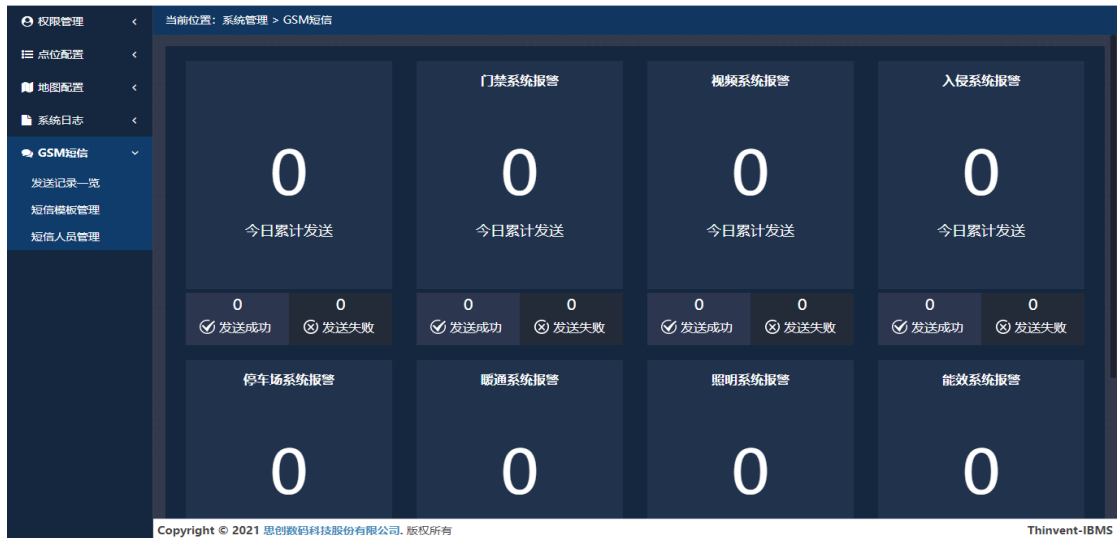 权限管理
点位配置
地图配置
系统日志
GSM短信
发送记录一览
短信模板管理
短信人员管理
当前位置：系统管理 > GSM短信
门禁系统报警 视频系统报警 入侵系统报警
0 0 0 0
今日累计发送 今日累计发送 今日累计发送 今日累计发送
0 0 0 0 0 0 0 0
发送成功 发送失败 发送成功 发送失败 发送成功 发送失败 发送成功 发送失败
停车场系统报警 暖通系统报警 照明系统报警 能效系统报警
0 0 0 0
Copyright © 2021 思创数码科技股份有限公司. 版权所有 Thinvent-IBMS